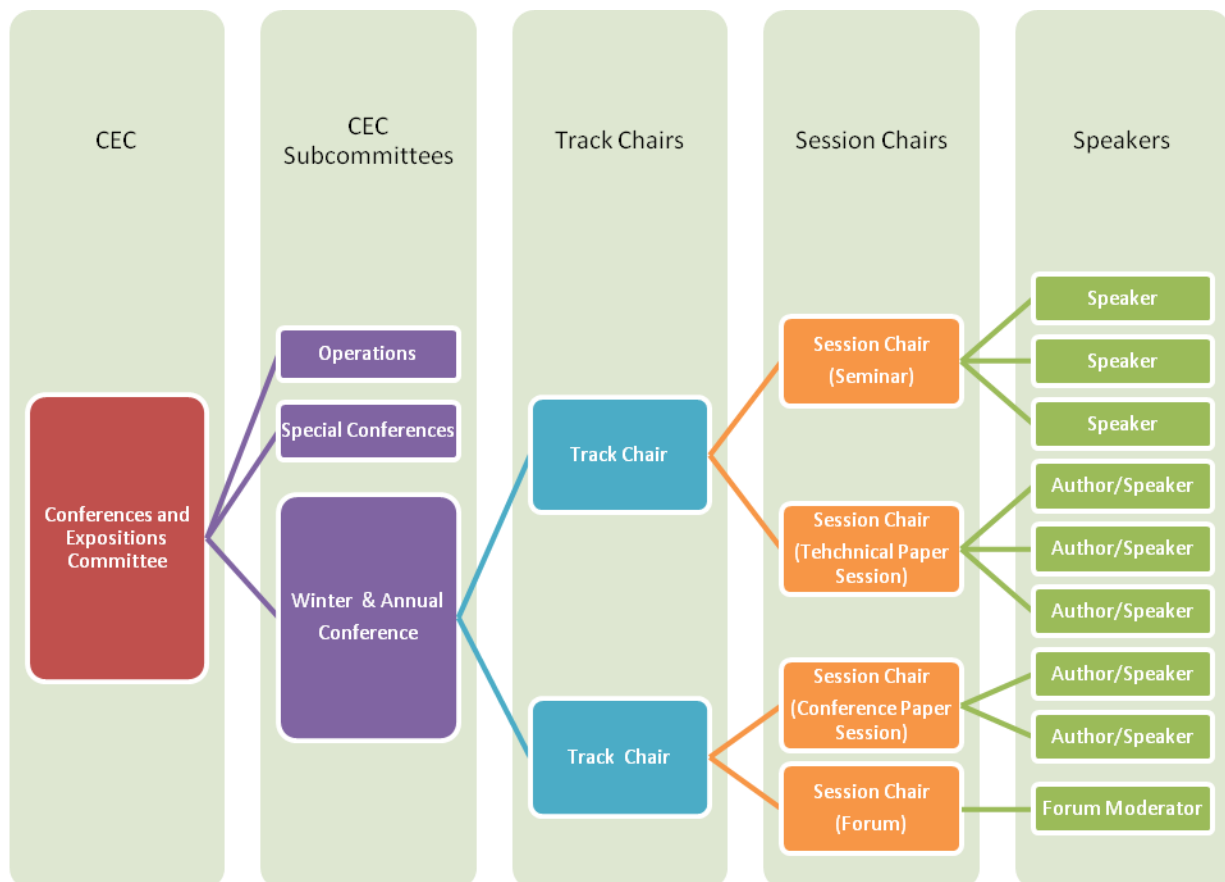 CEC
CEC
Subcommittees
Track Chairs
Session Chairs
Speakers
Conferences and
Expositions
Committee
Operations
Special Conferences
Winter & Annual
Conference
Track Chair
Track Chair
Session Chair
(Seminar)
Session Chair
(Tehchnical Paper
Session)
Session Chair
(Conference Paper
Session)
Session Chair
(Forum)
Speaker
Speaker
Speaker
Author/Speaker
Author/Speaker
Author/Speaker
Author/Speaker
Author/Speaker
Forum Moderator